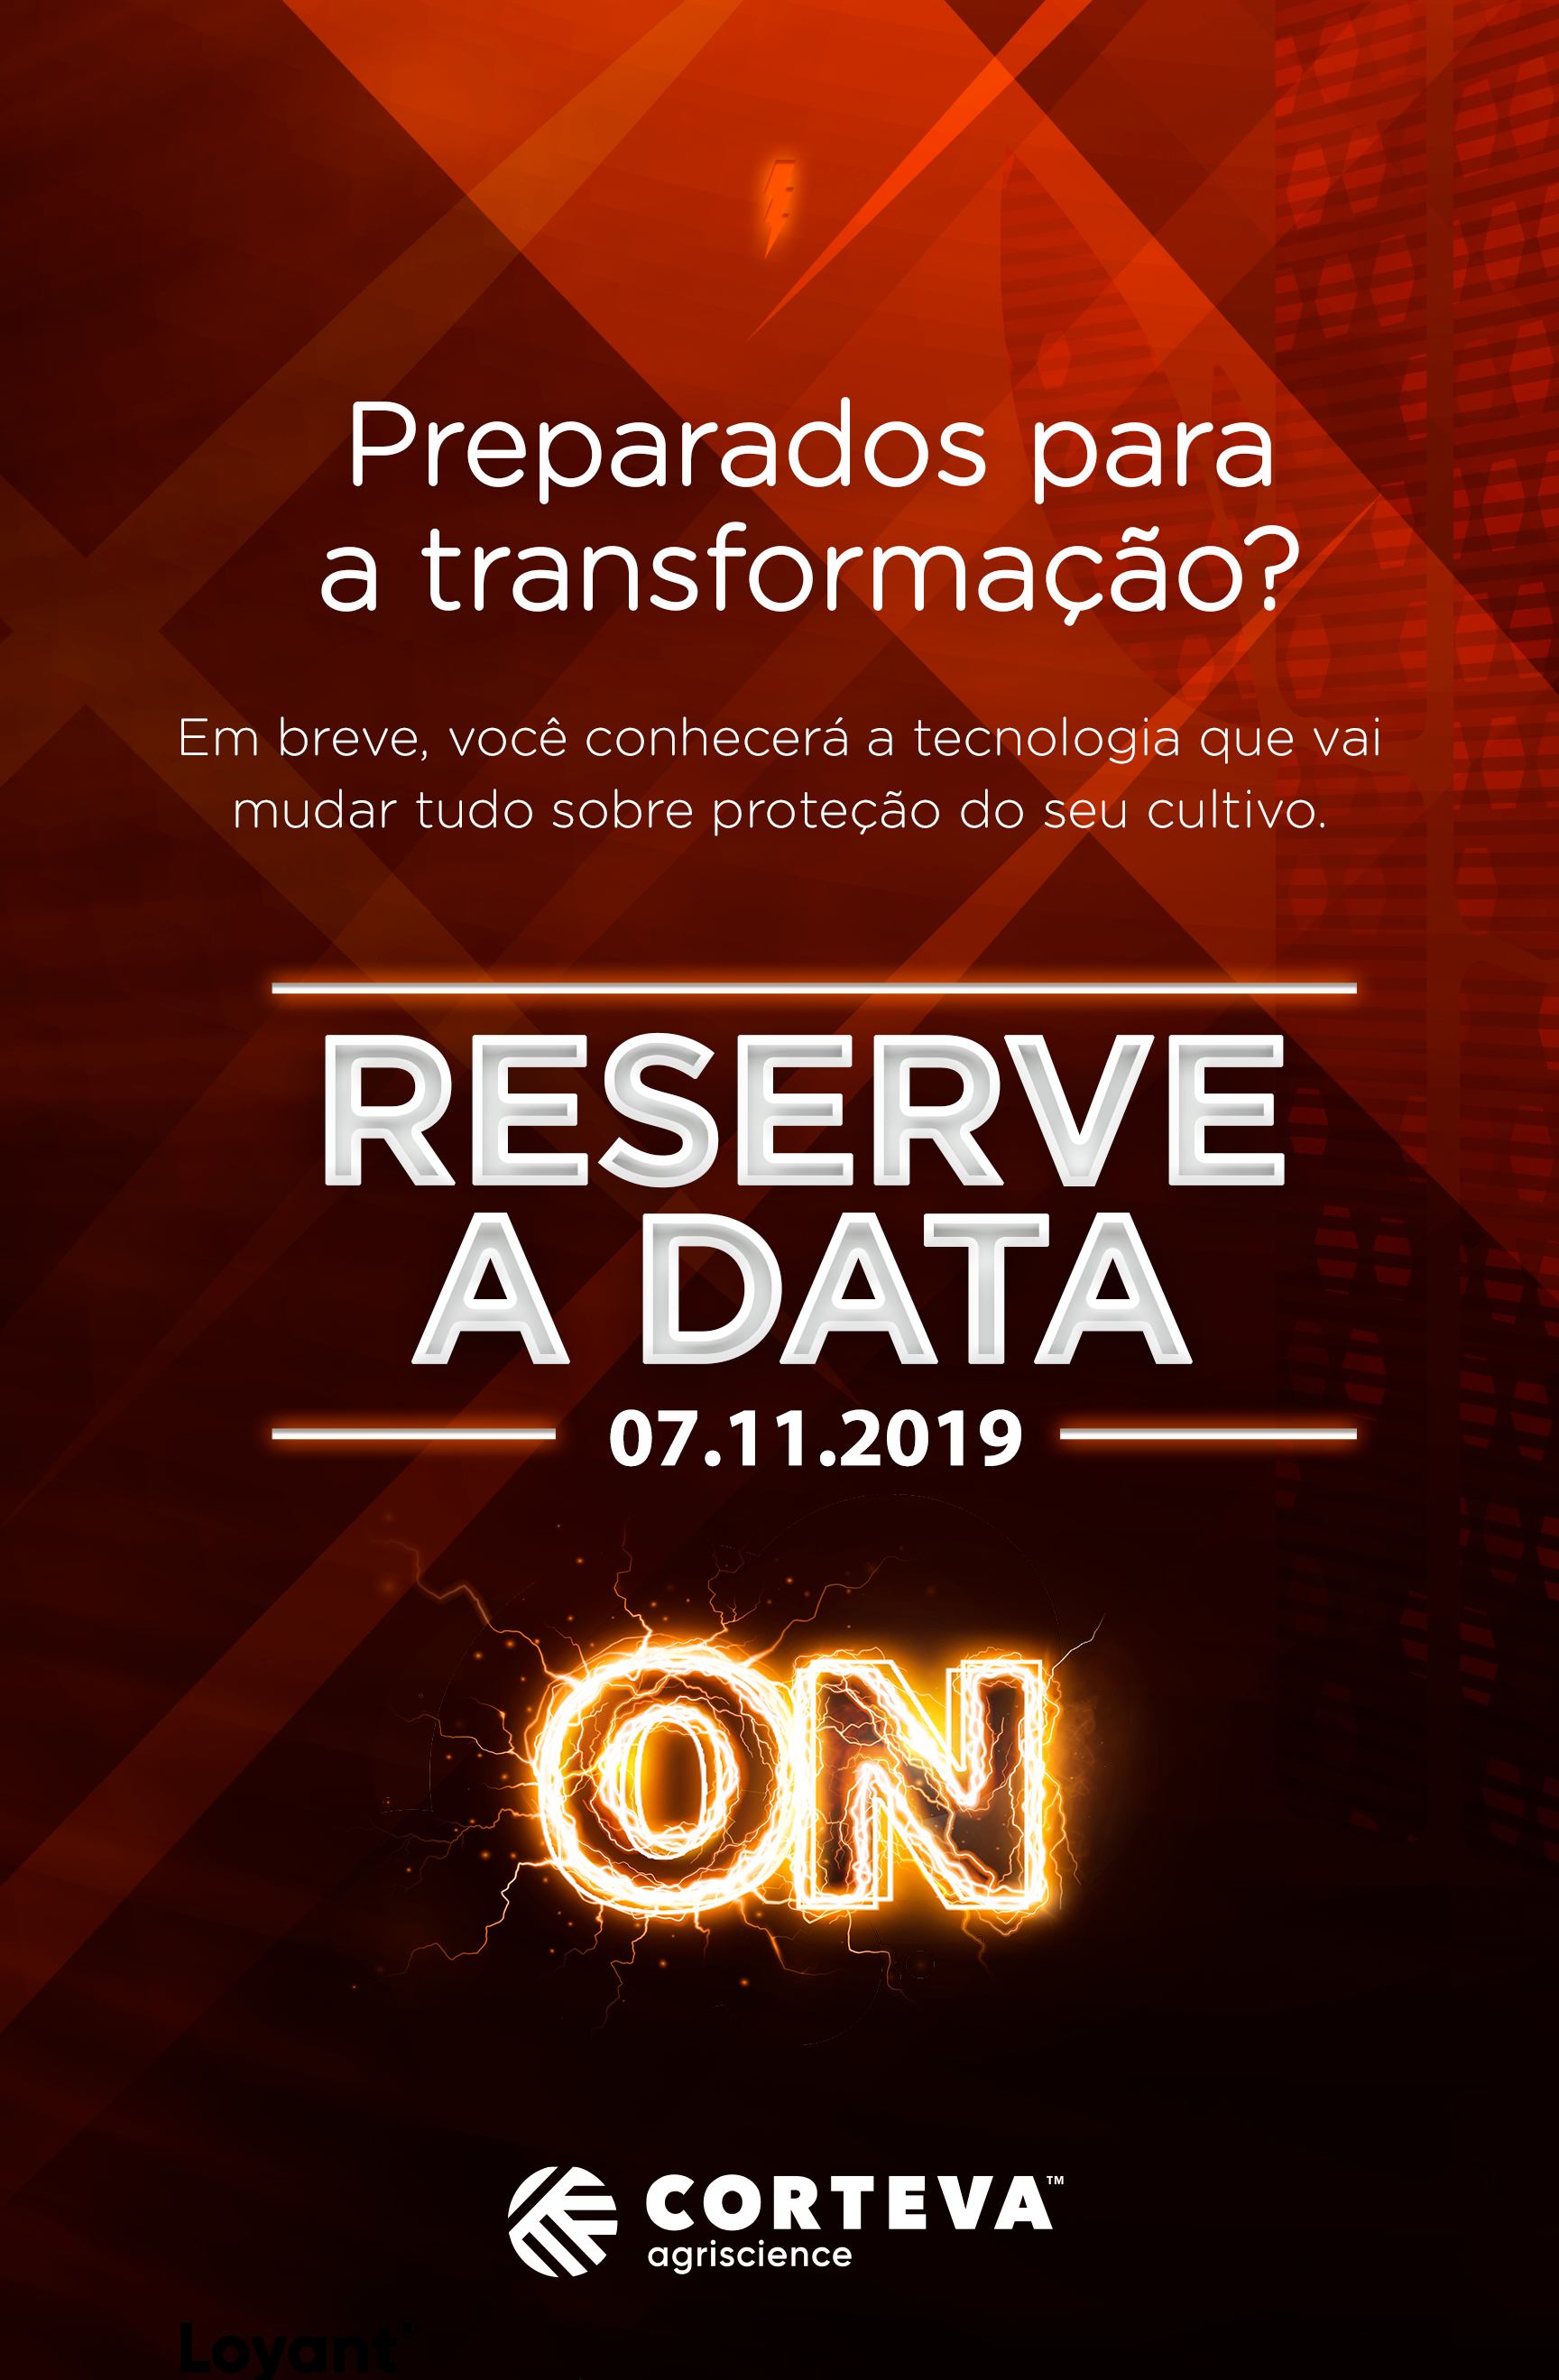 Preparados para
a transformação?
Em breve, você conhecerá a tecnologia que vai
mudar tudo sobre proteção do seu cultivo.
RESERVE
A DATA
07.11.2019
ON
CORTEVA™
agriscience
Loyant®